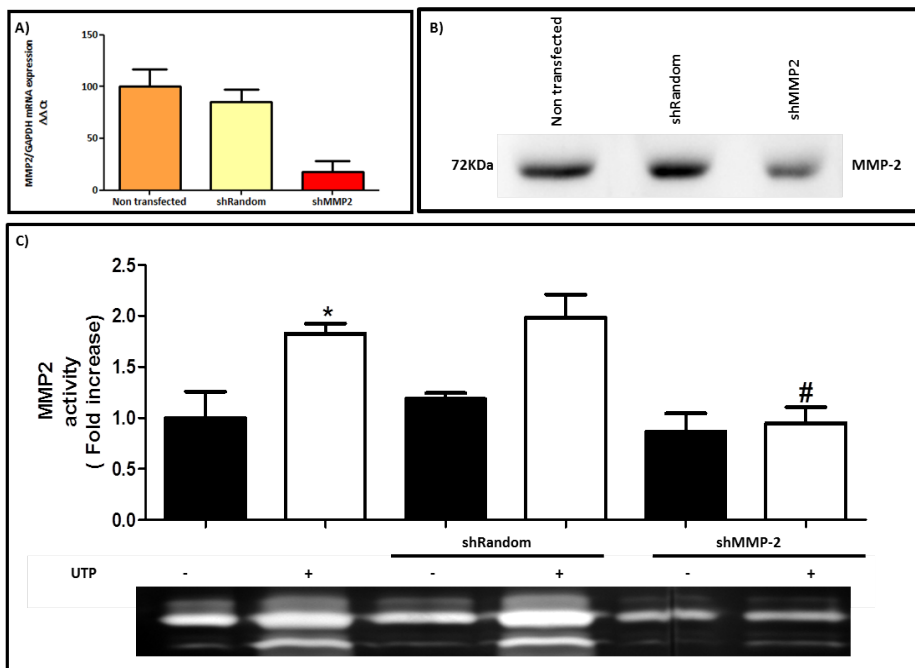 A)
MMP2/GAPDH mRNA expression
ΔΔCt
150
100
50
0
Non transfected shRandom shMMP2
B)
Non transfected
shRandom
shMMP2
72KDa
MMP-2
C)
MMP2
activity
( Fold increase)
2.5
2.0
1.5
1.0
0.5
0.0
*
#
shRandom shMMP-2
UTP - + - + - +